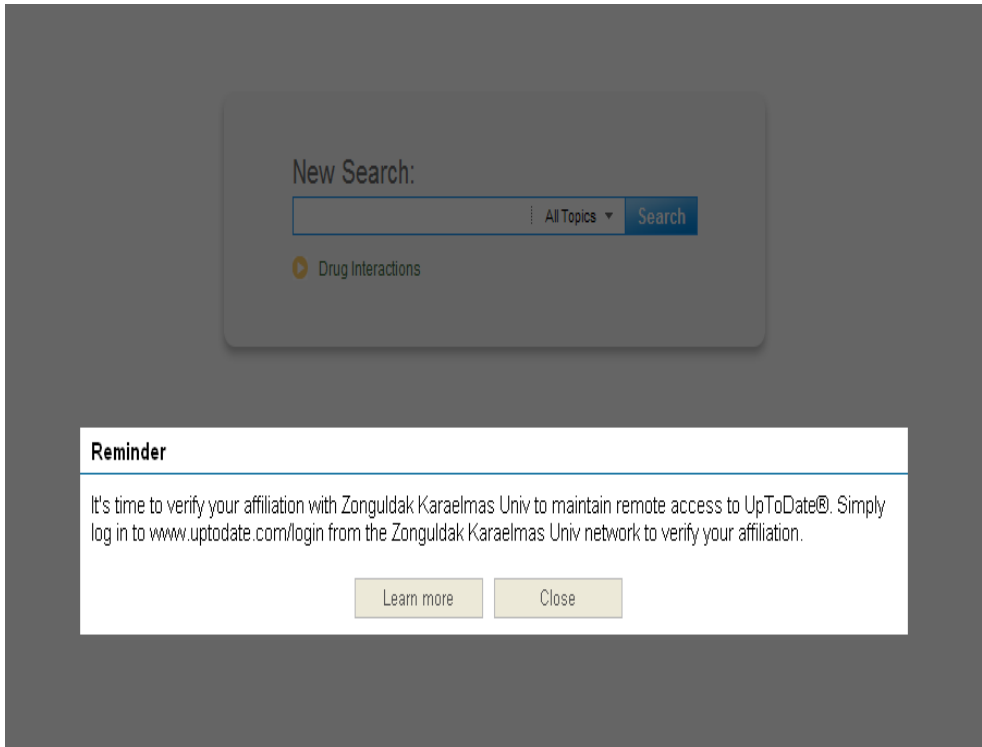 New Search:
All Topics Search
Drug Interactions
Reminder
It's time to verify your affiliation with Zonguldak Karaelmas Univ to maintain remote access to UpToDate®. Simply
log in to www.uptodate.com/login from the Zonguldak Karaelmas Univ network to verify your affiliation.
Learn more Close